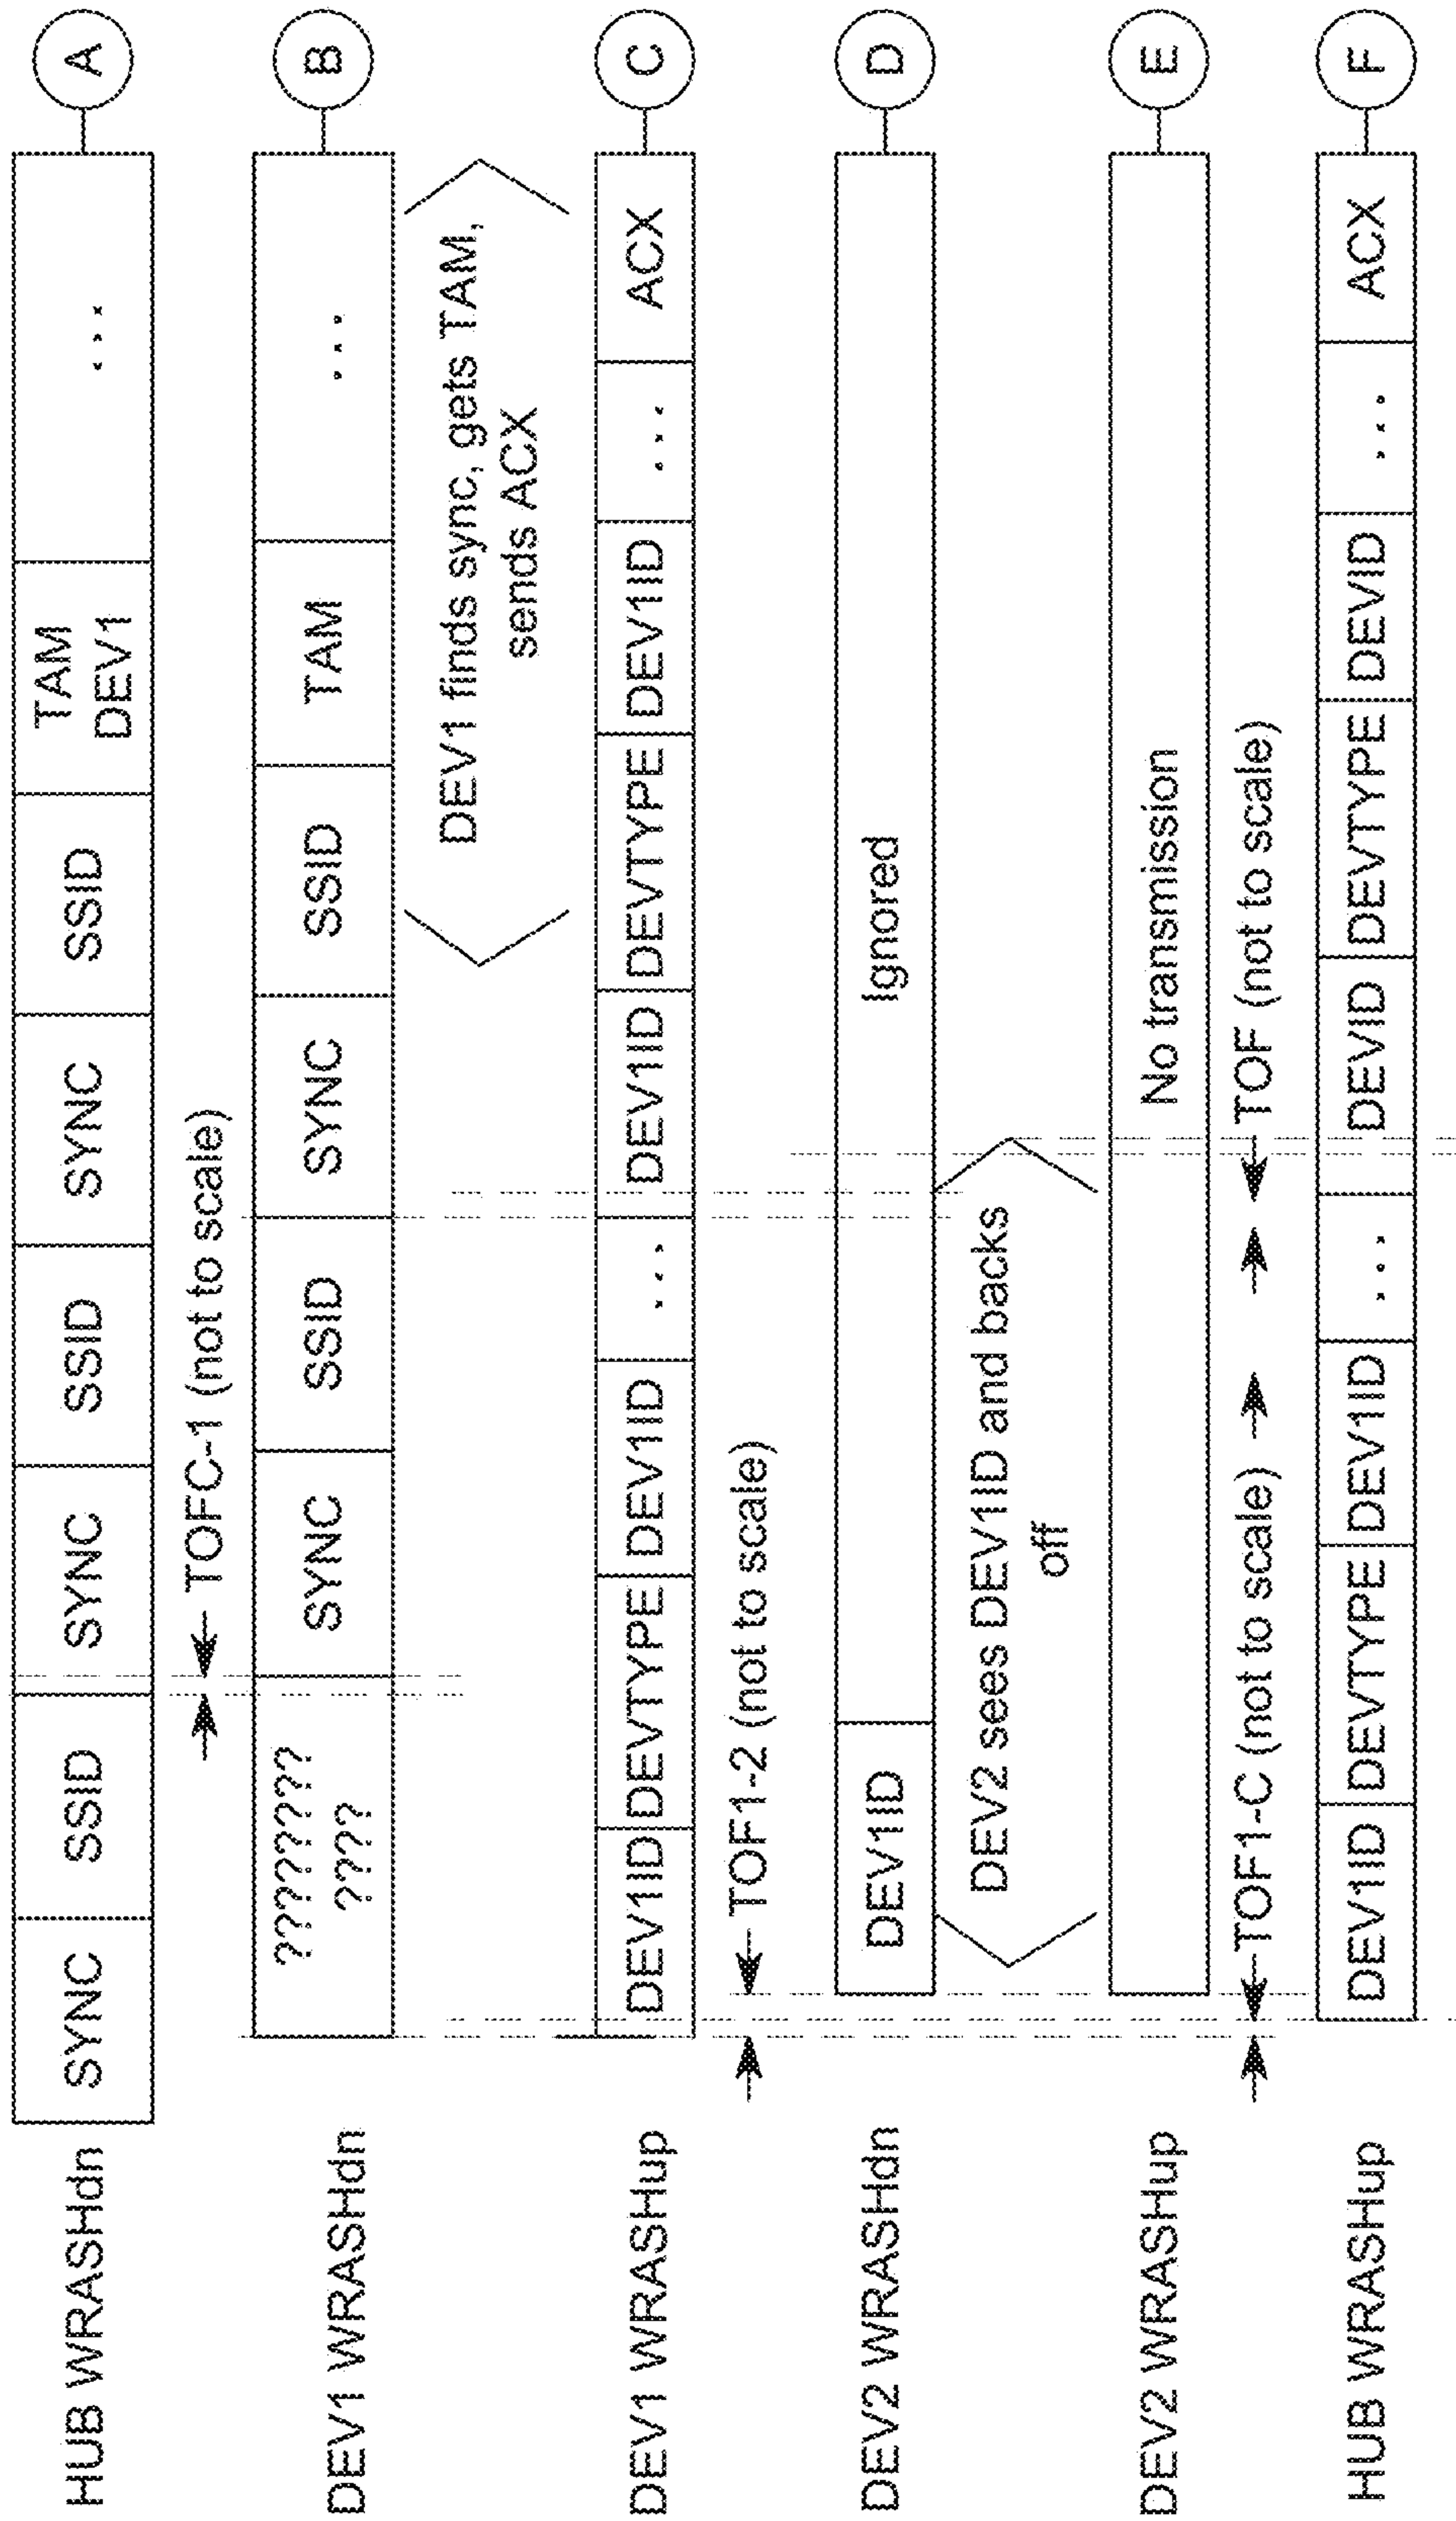 HUB WRASHdn
SYNC
SSID
SYNC
SSID
SYNC
SSID
TAM
DEV1
...
A
TOFC-1 (not to scale)
DEV1 WRASHdn
????????
????
SYNC
SSID
SYNC
SSID
TAM
...
B
DEV1 finds sync, gets TAM,
sends ACX
DEV1 WRASHup
DEV1ID
DEVTYPE
DEV1ID
...
DEV1ID
DEVTYPE
DEV1ID
...
ACX
C
TOF1-2 (not to scale)
DEV2 WRASHdn
DEV1ID
Ignored
D
DEV2 sees DEV1ID and backs
off
DEV2 WRASHup
No transmission
E
TOF1-C (not to scale)
TOF (not to scale)
HUB WRASHup
DEV1ID
DEVTYPE
DEV1ID
...
DEVID
DEVTYPE
DEVID
...
ACX
F